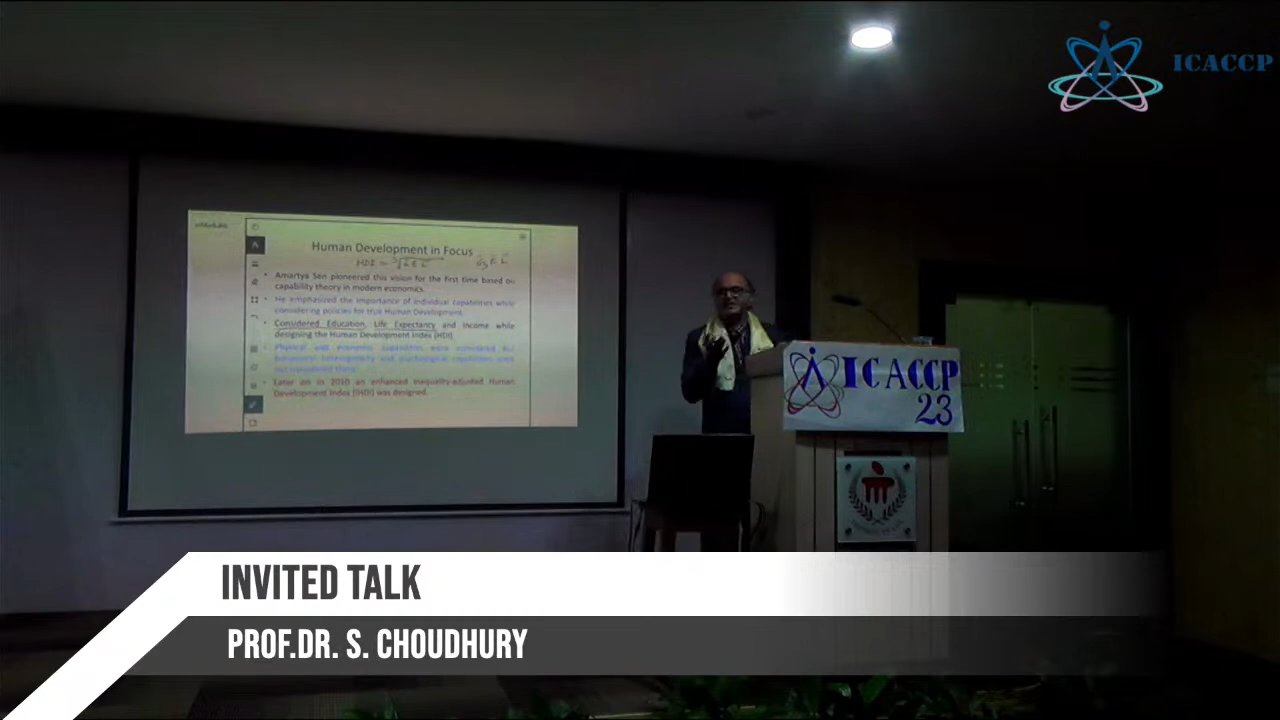 ICACCP
Human Development in Focus
Amartya Sen pioneered this vision for the first time based on
capability theory in modern economics.
He emphasized the importance of individual capabilities while
considering policies for true Human Development.
Considered Education, Life Expectancy and Income while
designing the Human Development Index (HDI)
Later on in 2010 an enhanced inequality-adjusted Human
Development Index (IHDI) was designed.
ICACCP
23
INVITED TALK
PROF.DR. S. CHOUDHURY